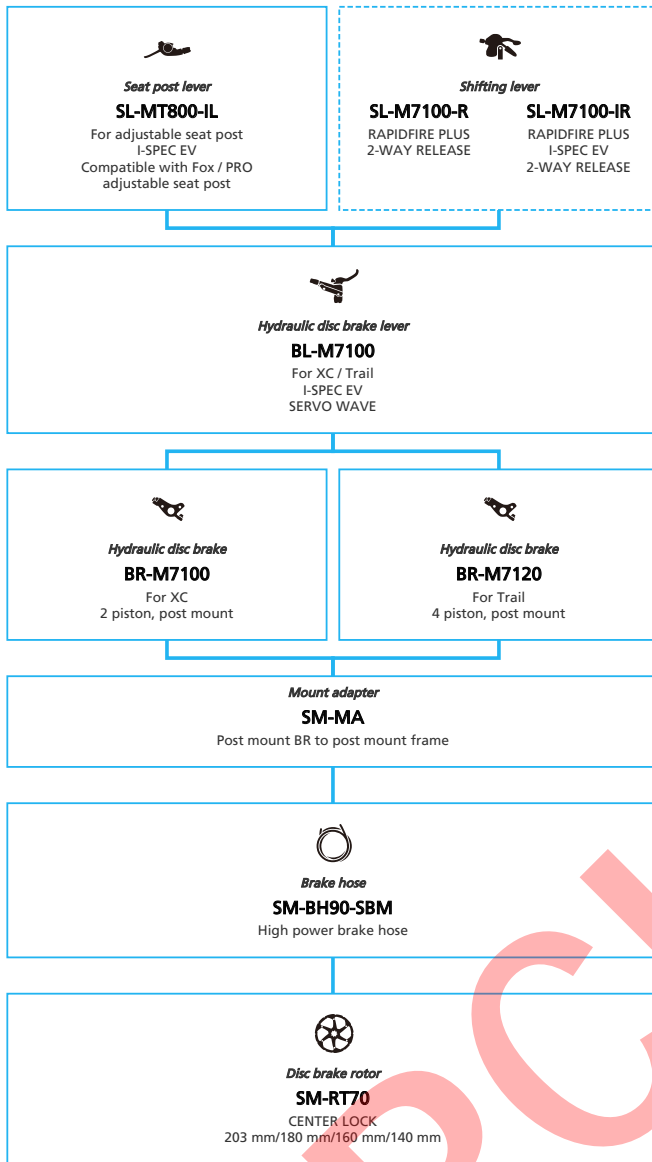 Seat post lever
SL-MT800-IL
For adjustable seat post
I-SPEC EV
Compatible with Fox / PRO
adjustable seat post
Shifting lever
SL-M7100-R
RAPIDFIRE PLUS
2-WAY RELEASE
SL-M7100-IR
RAPIDFIRE PLUS
I-SPEC EV
2-WAY RELEASE
Hydraulic disc brake lever
BL-M7100
For XC / Trail
I-SPEC EV
SERVO WAVE
Hydraulic disc brake
BR-M7100
For XC
2 piston, post mount
Hydraulic disc brake
BR-M7120
For Trail
4 piston, post mount
Mount adapter
SM-MA
Post mount BR to post mount frame
Brake hose
SM-BH90-SBM
High power brake hose
Disc brake rotor
SM-RT70
CENTER LOCK
203 mm/180 mm/160 mm/140 mm